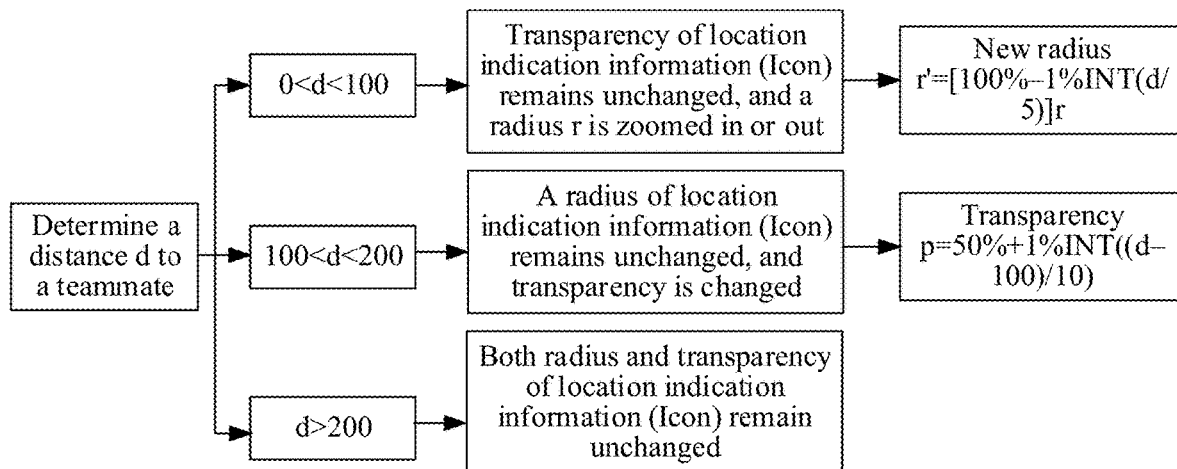 Determine a
distance d to
a teammate
0<d<100
Transparency of location
indication information (Icon)
remains unchanged, and a
radius r is zoomed in or out
New radius
r'=[100%–1%INT(d/
5)]r
100<d<200
A radius of location
indication information (Icon)
remains unchanged, and
transparency is changed
Transparency
p=50%+1%INT((d–
100)/10)
d>200
Both radius and transparency
of location indication
information (Icon) remain
unchanged